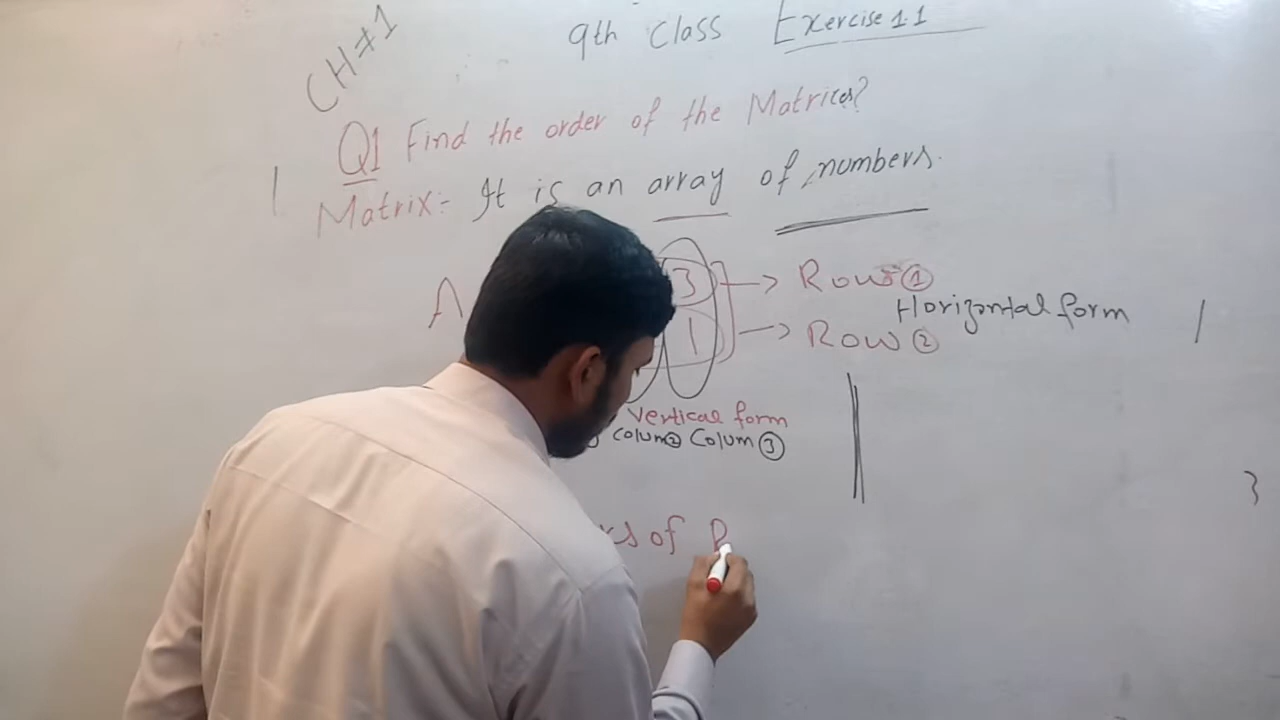 CH#1
9th Class Exercise 1.1
Q1 Find the order of the Matrices?
Matrix:- It is an array of numbers.
A 3 → Row ①
Horizontal form
1 → Row ②
Vertical form
Colum② Colum③
of
3